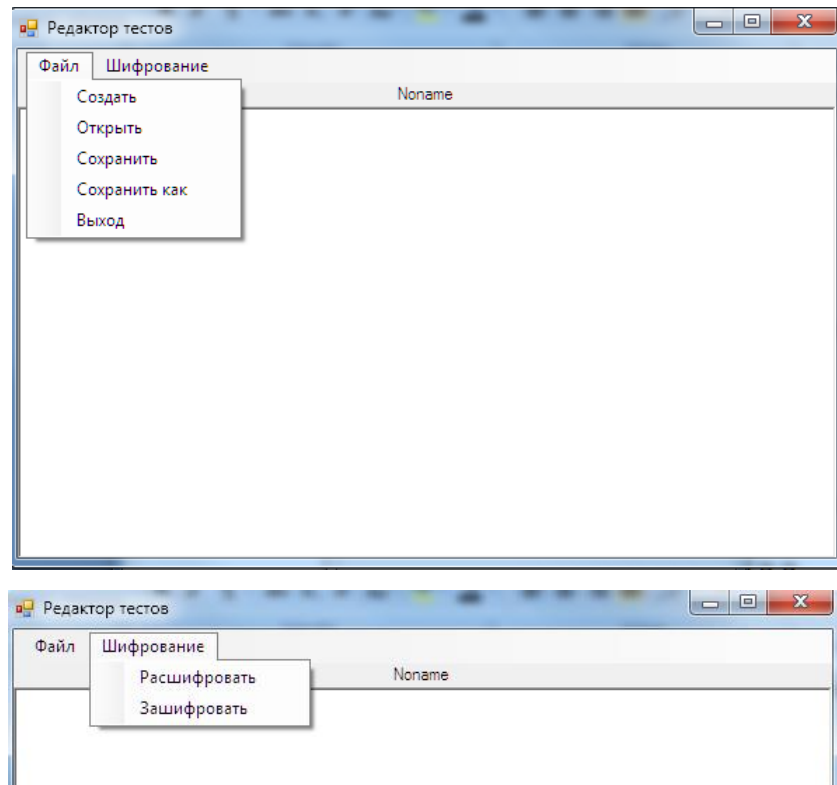 Редактор тестов
Файл Шифрование
Noname
Создать
Открыть
Сохранить
Сохранить как
Выход
Редактор тестов
Файл Шифрование
Noname
Расшифровать
Зашифровать